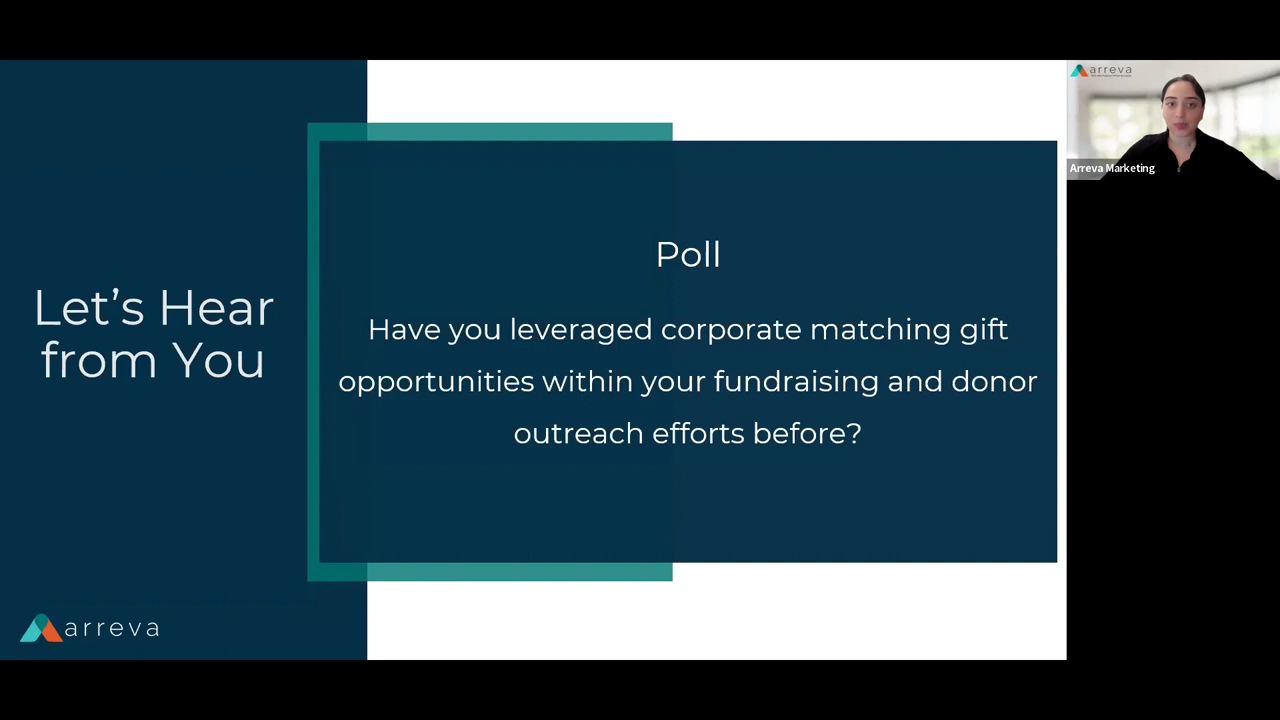 Let's Hear
from You
Poll
Have you leveraged corporate matching gift
opportunities within your fundraising and donor
outreach efforts before?
arreva
arreva
Arreva Marketing